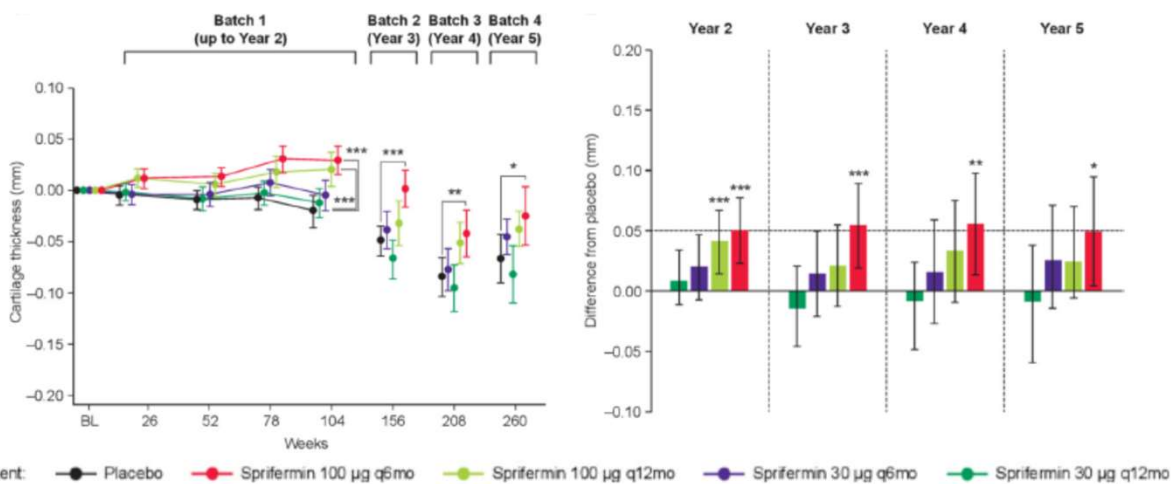 Batch 1 Batch 2 Batch 3 Batch 4
(up to Year 2) (Year 3) (Year 4) (Year 5)
Cartilage thickness (mm)
0.10
0.05
0.00
–0.05
–0.10
–0.15
–0.20
***
***
***
**
*
BL 26 52 78 104 156 208 260
Weeks
Year 2 Year 3 Year 4 Year 5
Difference from placebo (mm)
0.20
0.15
0.10
0.05
0.00
–0.05
–0.10
*** *** *** ** *
ent: Placebo Sprifermin 100 µg q6mo Sprifermin 100 µg q12mo Sprifermin 30 µg q6mo Sprifermin 30 µg q12mo